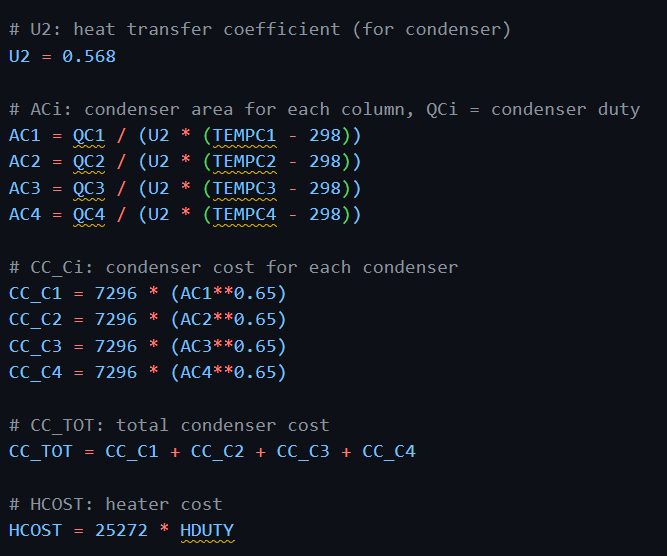 # U2: heat transfer coefficient (for condenser)
U2 = 0.568
# ACi: condenser area for each column, QCi = condenser duty
AC1 = QC1 / (U2 * (TEMPC1 - 298))
AC2 = QC2 / (U2 * (TEMPC2 - 298))
AC3 = QC3 / (U2 * (TEMPC3 - 298))
AC4 = QC4 / (U2 * (TEMPC4 - 298))
# CC_Ci: condenser cost for each condenser
CC_C1 = 7296 * (AC1**0.65)
CC_C2 = 7296 * (AC2**0.65)
CC_C3 = 7296 * (AC3**0.65)
CC_C4 = 7296 * (AC4**0.65)
# CC_TOT: total condenser cost
CC_TOT = CC_C1 + CC_C2 + CC_C3 + CC_C4
# HCOST: heater cost
HCOST = 25272 * HDUTY